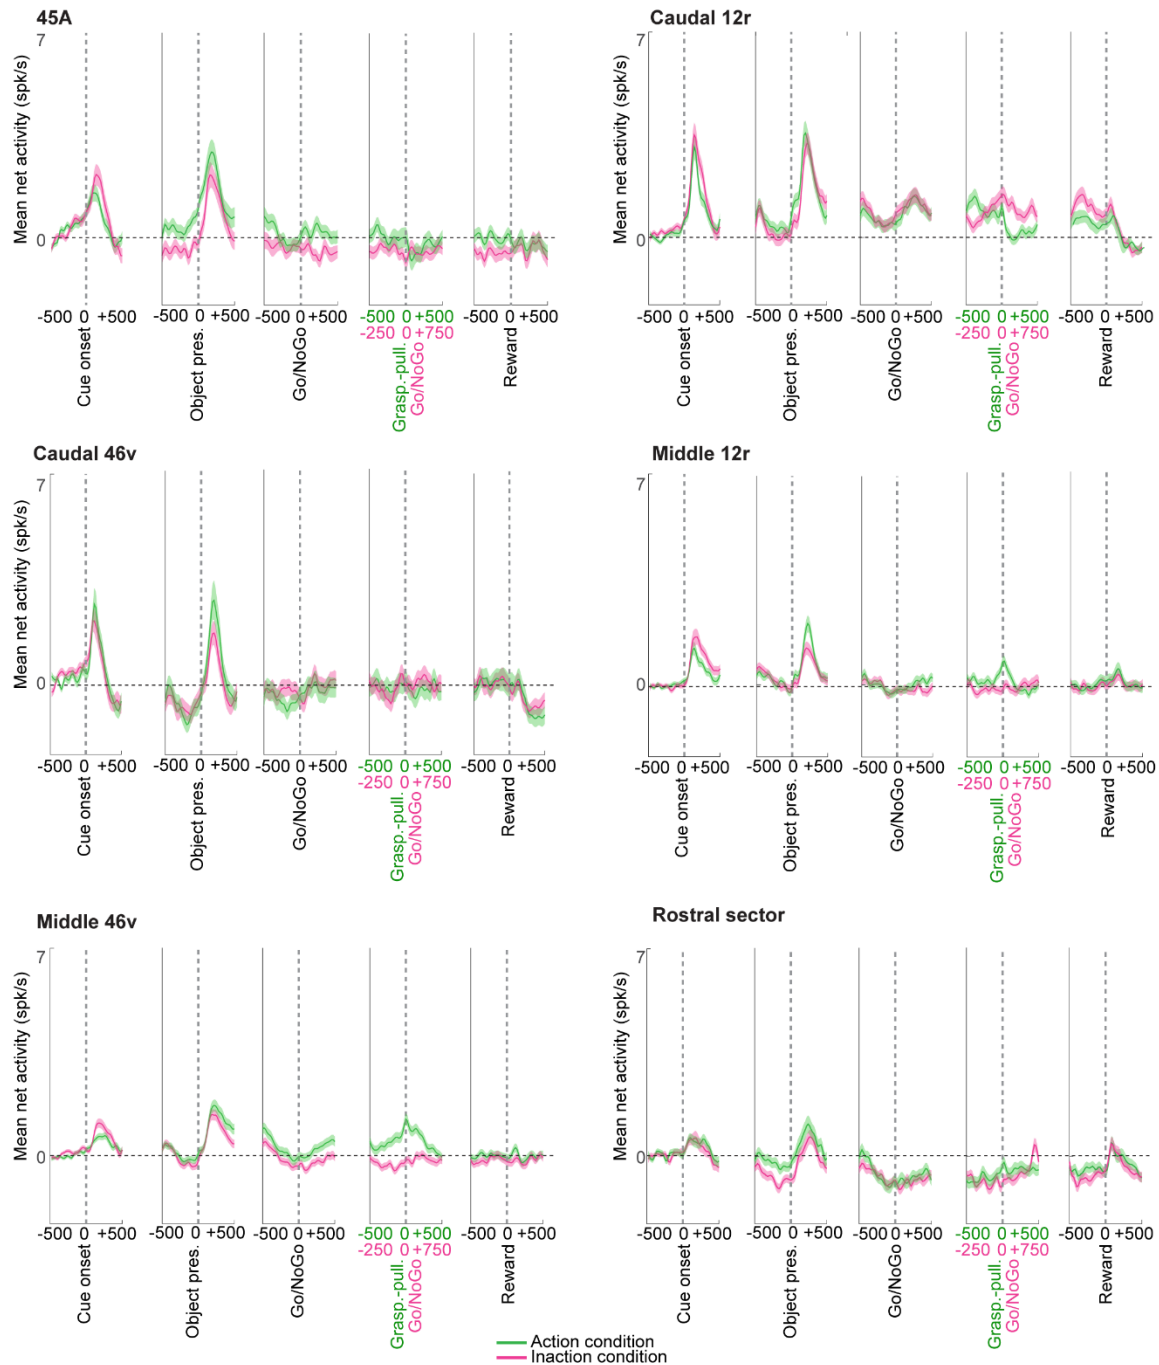 45A
Caudal 12r
Mean net activity (spk/s)
7
0
-500 0 +500
-500 0 +500
-500 0 +500
-500 0 +500
-250 0 +750
-500 0 +500
Cue onset
Object pres.
Go/NoGo
Grasp.-pull.
Go/NoGo
Reward
Mean net activity (spk/s)
7
0
-500 0 +500
-500 0 +500
-500 0 +500
-500 0 +500
-250 0 +750
-500 0 +500
Cue onset
Object pres.
Go/NoGo
Grasp.-pull.
Go/NoGo
Reward
Caudal 46v
Middle 12r
Mean net activity (spk/s)
7
0
-500 0 +500
-500 0 +500
-500 0 +500
-500 0 +500
-250 0 +750
-500 0 +500
Cue onset
Object pres.
Go/NoGo
Grasp.-pull.
Go/NoGo
Reward
Mean net activity (spk/s)
7
0
-500 0 +500
-500 0 +500
-500 0 +500
-500 0 +500
-250 0 +750
-500 0 +500
Cue onset
Object pres.
Go/NoGo
Grasp.-pull.
Go/NoGo
Reward
Middle 46v
Rostral sector
Mean net activity (spk/s)
7
0
-500 0 +500
-500 0 +500
-500 0 +500
-500 0 +500
-250 0 +750
-500 0 +500
Cue onset
Object pres.
Go/NoGo
Grasp.-pull.
Go/NoGo
Reward
Mean net activity (spk/s)
7
0
-500 0 +500
-500 0 +500
-500 0 +500
-500 0 +500
-250 0 +750
-500 0 +500
Cue onset
Object pres.
Go/NoGo
Grasp.-pull.
Go/NoGo
Reward
Action condition
Inaction condition